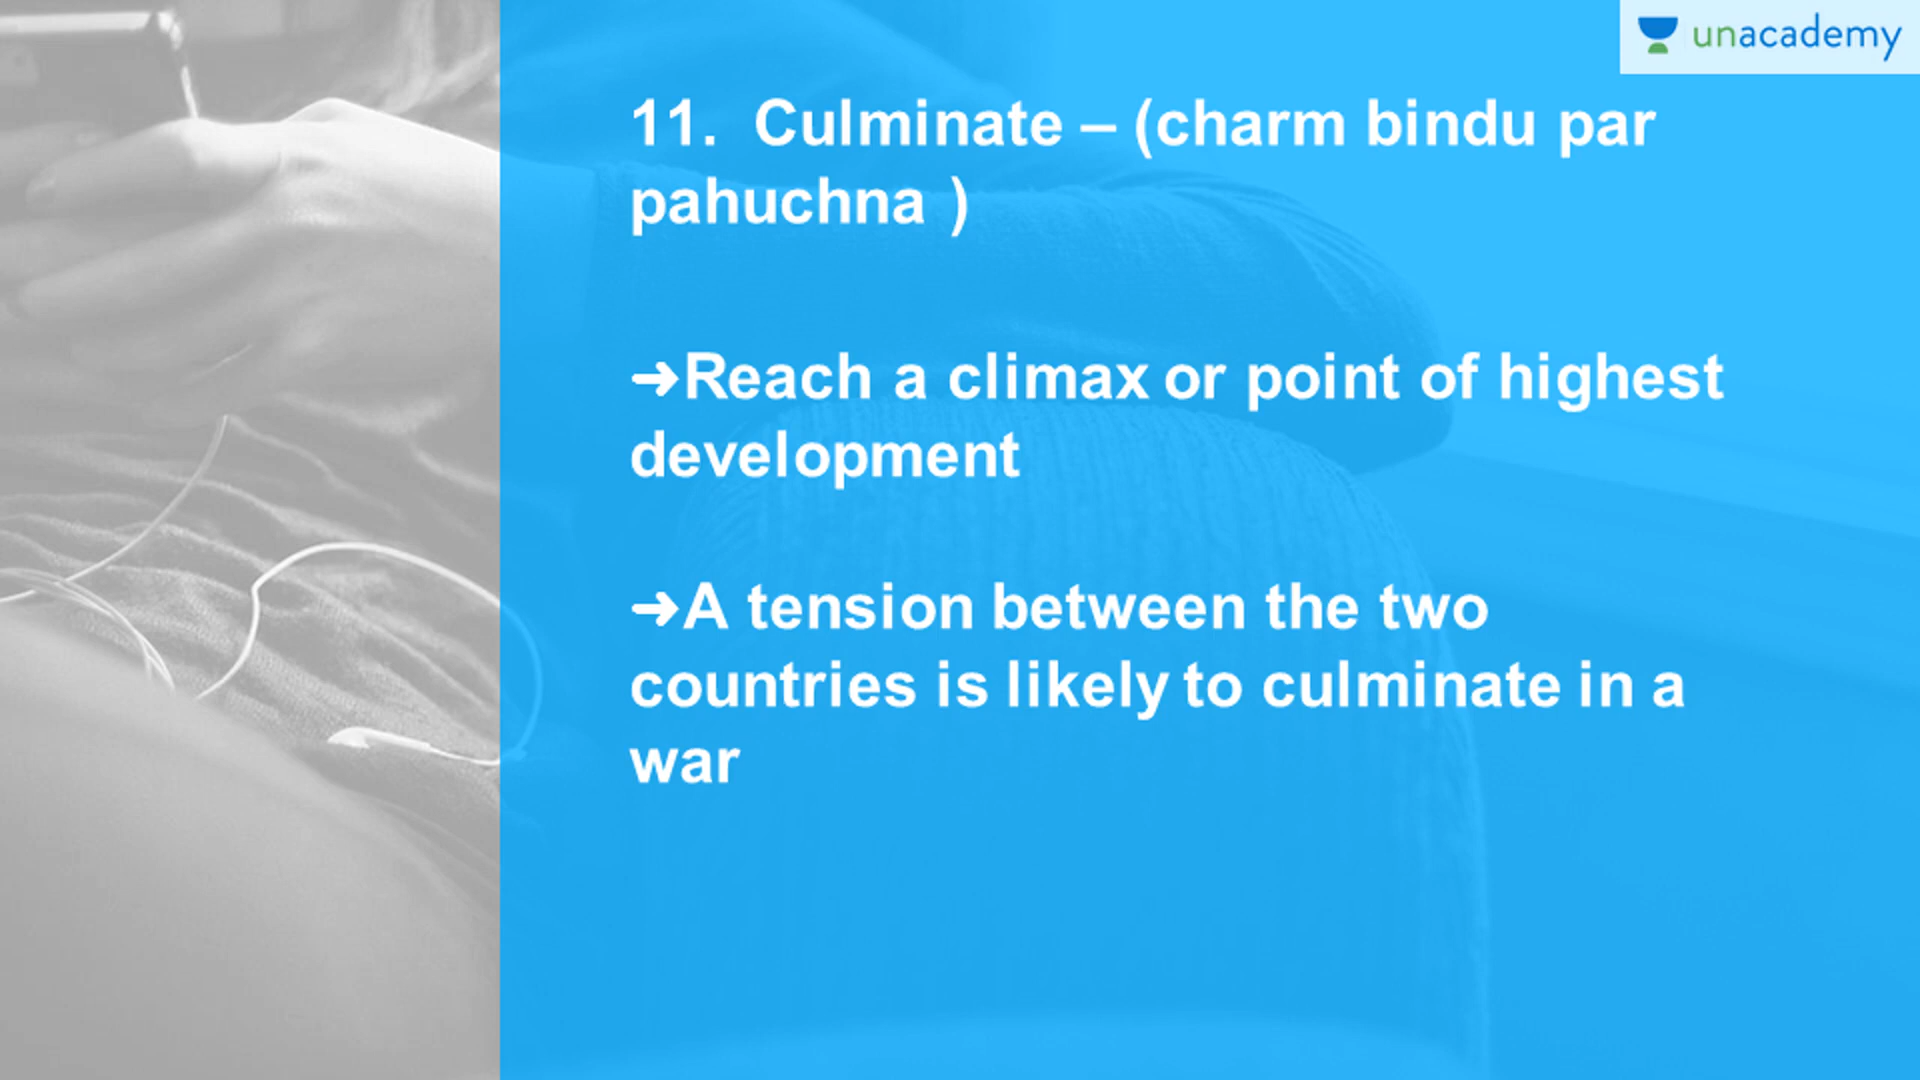 unacademy
11. Culminate – (charm bindu par
pahuchna )
➜Reach a climax or point of highest
development
➜A tension between the two
countries is likely to culminate in a
war